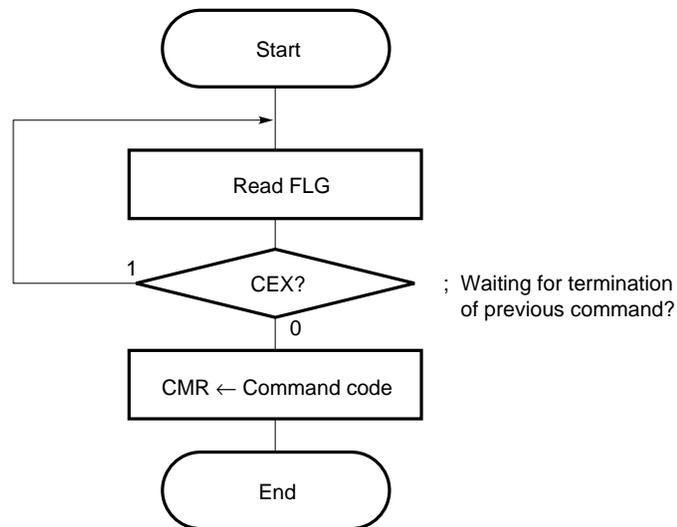 Start
Read FLG
1
CEX?
; Waiting for termination
of previous command?
0
CMR ← Command code
End